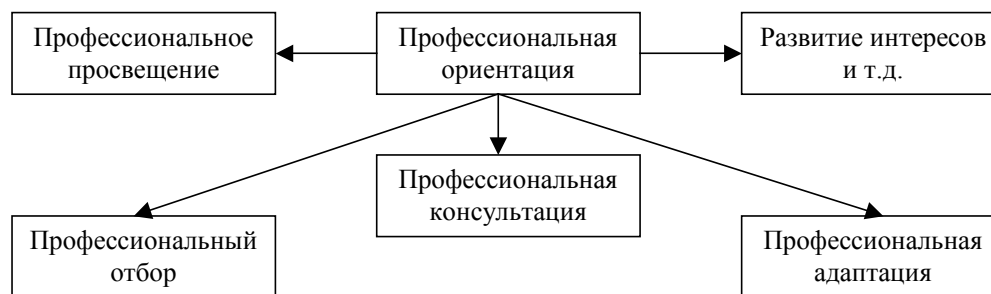 Профессиональное
просвещение
Профессиональная
ориентация
Развитие интересов
и т.д.
Профессиональная
консультация
Профессиональный
отбор
Профессиональная
адаптация